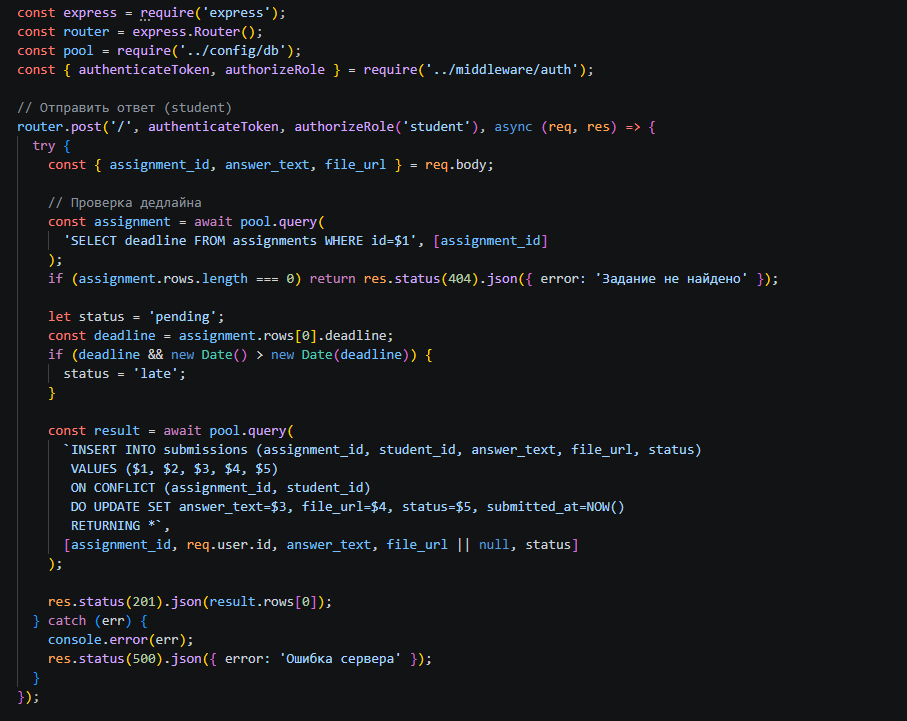 const express = require('express');
const router = express.Router();
const pool = require('../config/db');
const { authenticateToken, authorizeRole } = require('../middleware/auth');

// Отправить ответ (student)
router.post('/', authenticateToken, authorizeRole('student'), async (req, res) => {
  try {
    const { assignment_id, answer_text, file_url } = req.body;

    // Проверка дедлайна
    const assignment = await pool.query(
      'SELECT deadline FROM assignments WHERE id=$1', [assignment_id]
    );
    if (assignment.rows.length === 0) return res.status(404).json({ error: 'Задание не найдено' });

    let status = 'pending';
    const deadline = assignment.rows[0].deadline;
    if (deadline && new Date() > new Date(deadline)) {
      status = 'late';
    }

    const result = await pool.query(
      `INSERT INTO submissions (assignment_id, student_id, answer_text, file_url, status)
       VALUES ($1, $2, $3, $4, $5)
       ON CONFLICT (assignment_id, student_id)
       DO UPDATE SET answer_text=$3, file_url=$4, status=$5, submitted_at=NOW()
       RETURNING *`,
      [assignment_id, req.user.id, answer_text, file_url || null, status]
    );

    res.status(201).json(result.rows[0]);
  } catch (err) {
    console.error(err);
    res.status(500).json({ error: 'Ошибка сервера' });
  }
});